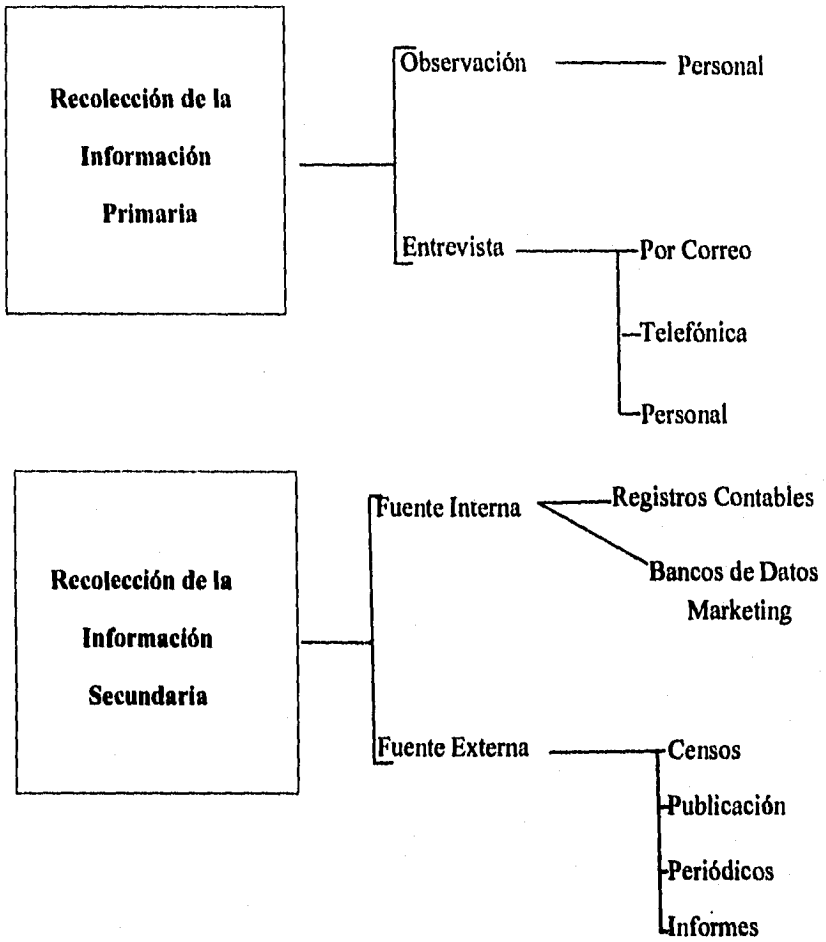 Recolección de la
Información
Primaria
Observación
Personal
Entrevista
Por Correo
Telefónica
Personal
Recolección de la
Información
Secundaria
Fuente Interna
Registros Contables
Bancos de Datos
Marketing
Fuente Externa
Censos
Publicación
Periódicos
Informes